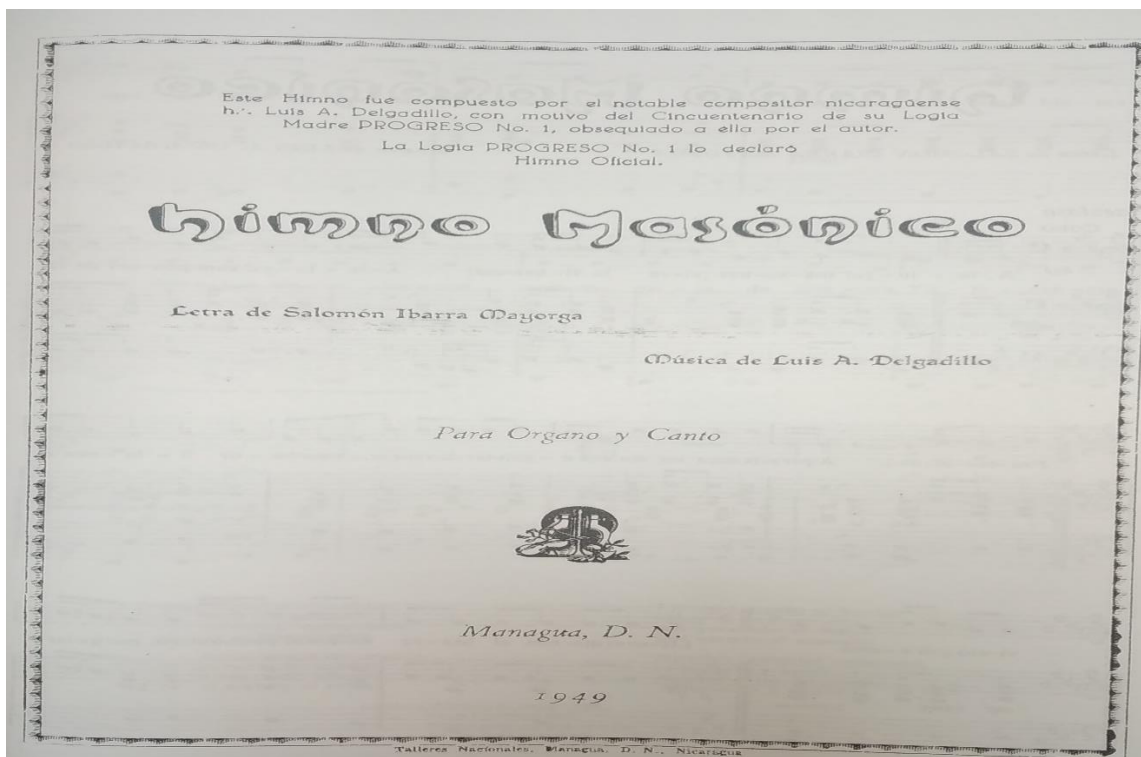 Este Himno fue compuesto por el notable compositor nicaragüense
h.·. Luis A. Delgadillo, con motivo del Cincuentenario de su Logia
Madre PROGRESO No. 1, obsequiado a ella por el autor.
La Logia PROGRESO No. 1 lo declaró
Himno Oficial.
himno Masónico
Letra de Salomón Ibarra Mayorga
Música de Luis A. Delgadillo
Para Organo y Canto
Managua, D. N.
1949
Talleres Nacionales, Managua, D. N., Nicaragua